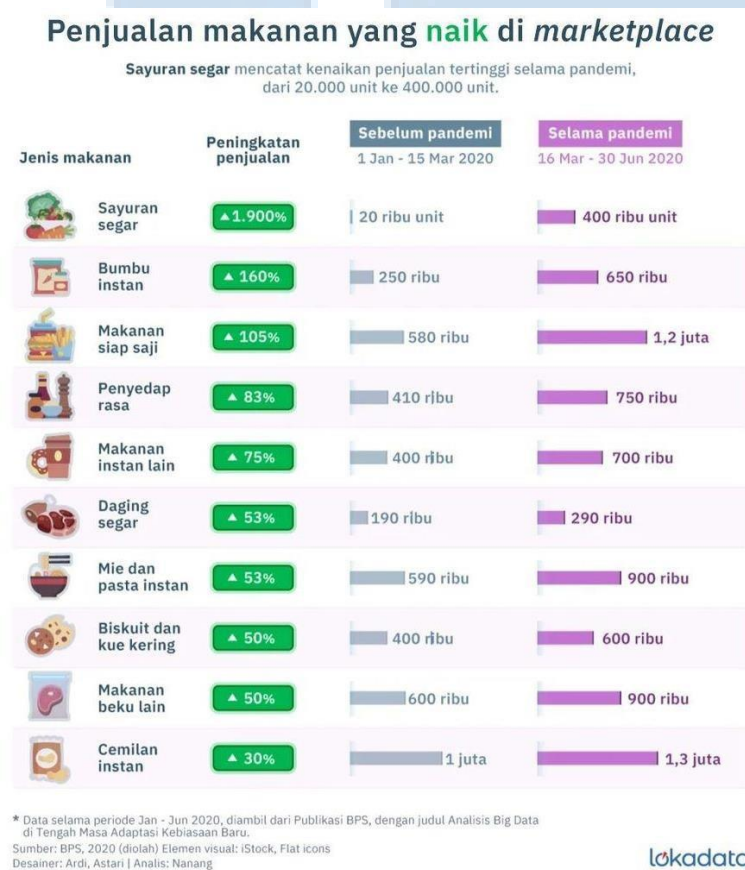 Penjualan makanan yang naik di marketplace
Sayuran segar mencatat kenaikan penjualan tertinggi selama pandemi,
dari 20.000 unit ke 400.000 unit.
Jenis makanan
Peningkatan
penjualan
Sebelum pandemi
1 Jan - 15 Mar 2020
Selama pandemi
16 Mar - 30 Jun 2020
Sayuran
segar
▲1.900%
20 ribu unit
400 ribu unit
Bumbu
instan
▲ 160%
250 ribu
650 ribu
Makanan
siap saji
▲ 105%
580 ribu
1,2 juta
Penyedap
rasa
▲ 83%
410 ribu
750 ribu
Makanan
instan lain
▲ 75%
400 ribu
700 ribu
Daging
segar
▲ 53%
190 ribu
290 ribu
Mie dan
pasta instan
▲ 53%
590 ribu
900 ribu
Biskuit dan
kue kering
▲ 50%
400 ribu
600 ribu
Makanan
beku lain
▲ 50%
600 ribu
900 ribu
Cemilan
instan
▲ 30%
1 juta
1,3 juta
* Data selama periode Jan - Jun 2020, diambil dari Publikasi BPS, dengan judul Analisis Big Data
di Tengah Masa Adaptasi Kebiasaan Baru.
Sumber: BPS, 2020 (diolah) Elemen visual: iStock, Flat icons
Desainer: Ardi, Astari | Analis: Nanang
lokadata